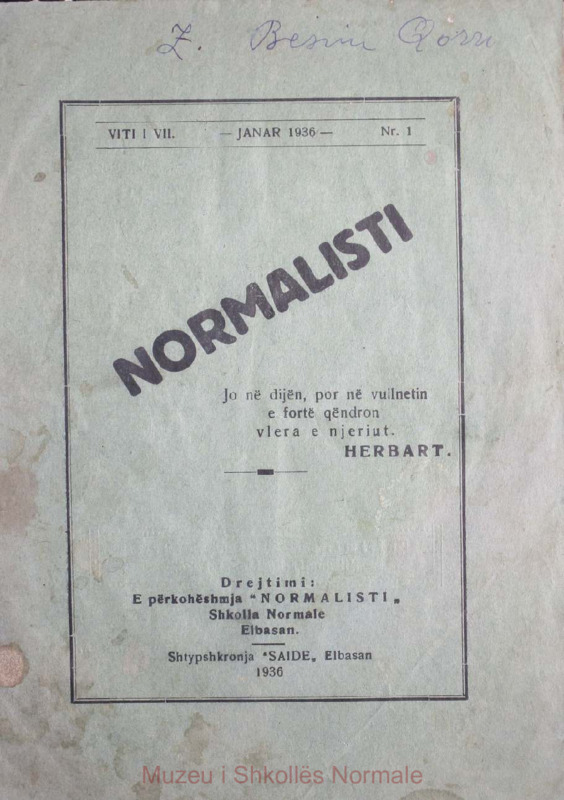 Z. Besim Qorri
VITI I VII. — JANAR 1936 — Nr. 1
NORMALISTI
Jo në dijën, por në vullnetin
e fortë qëndron
vlera e njeriut.
HERBART.
Drejtimi:
E përkohëshmja "NORMALISTI„
Shkolla Normale
Elbasan.
Shtypshkronja "SAIDE„ Elbasan
1936
Muzeu i Shkollës Normale